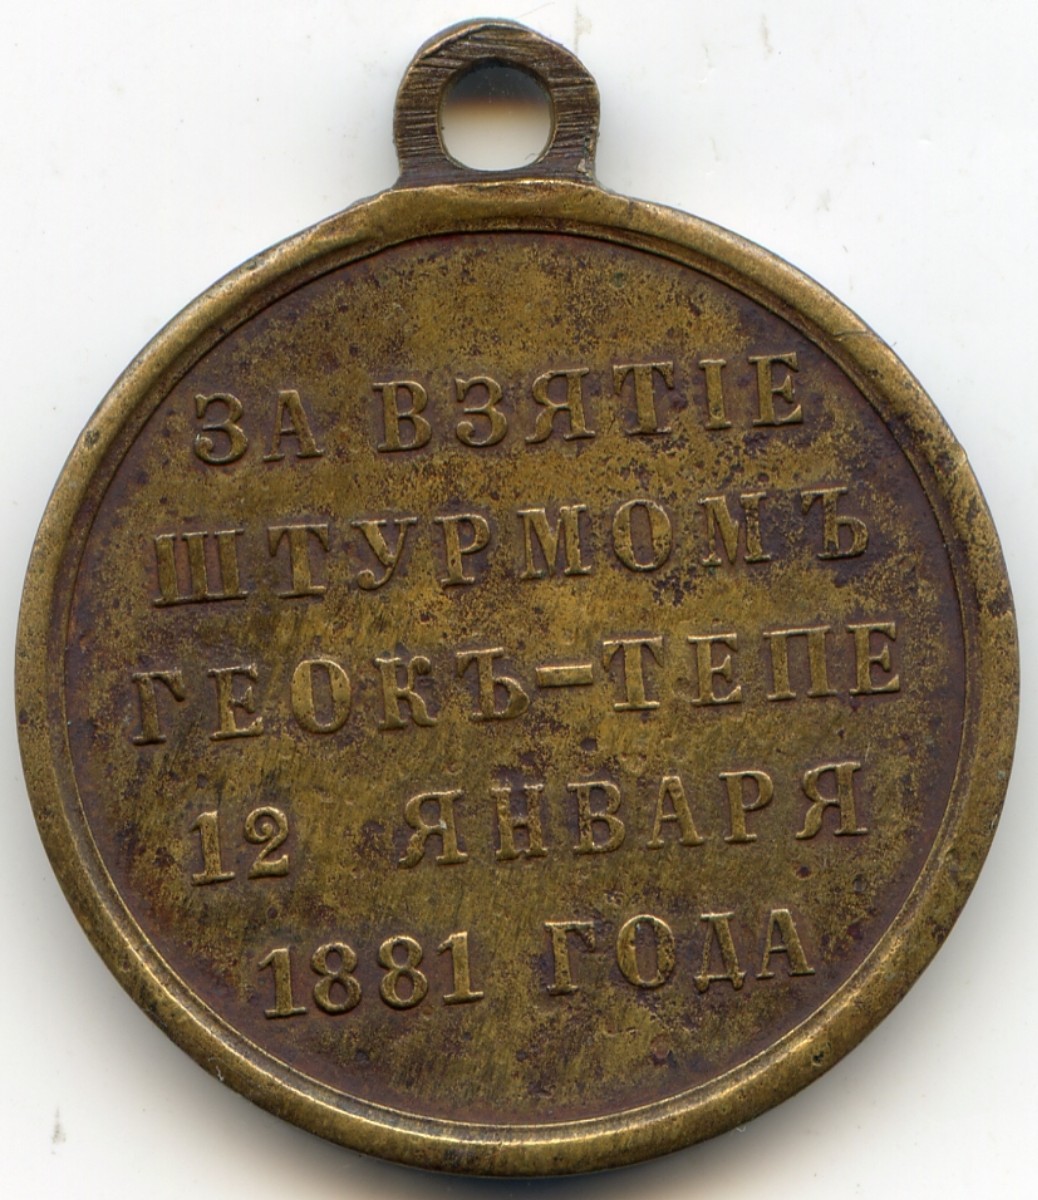 ЗА ВЗЯТІЕ
ШТУРМОМЪ
ГЕОКЪ-ТЕПЕ
12 ЯНВАРЯ
1881 ГОДА